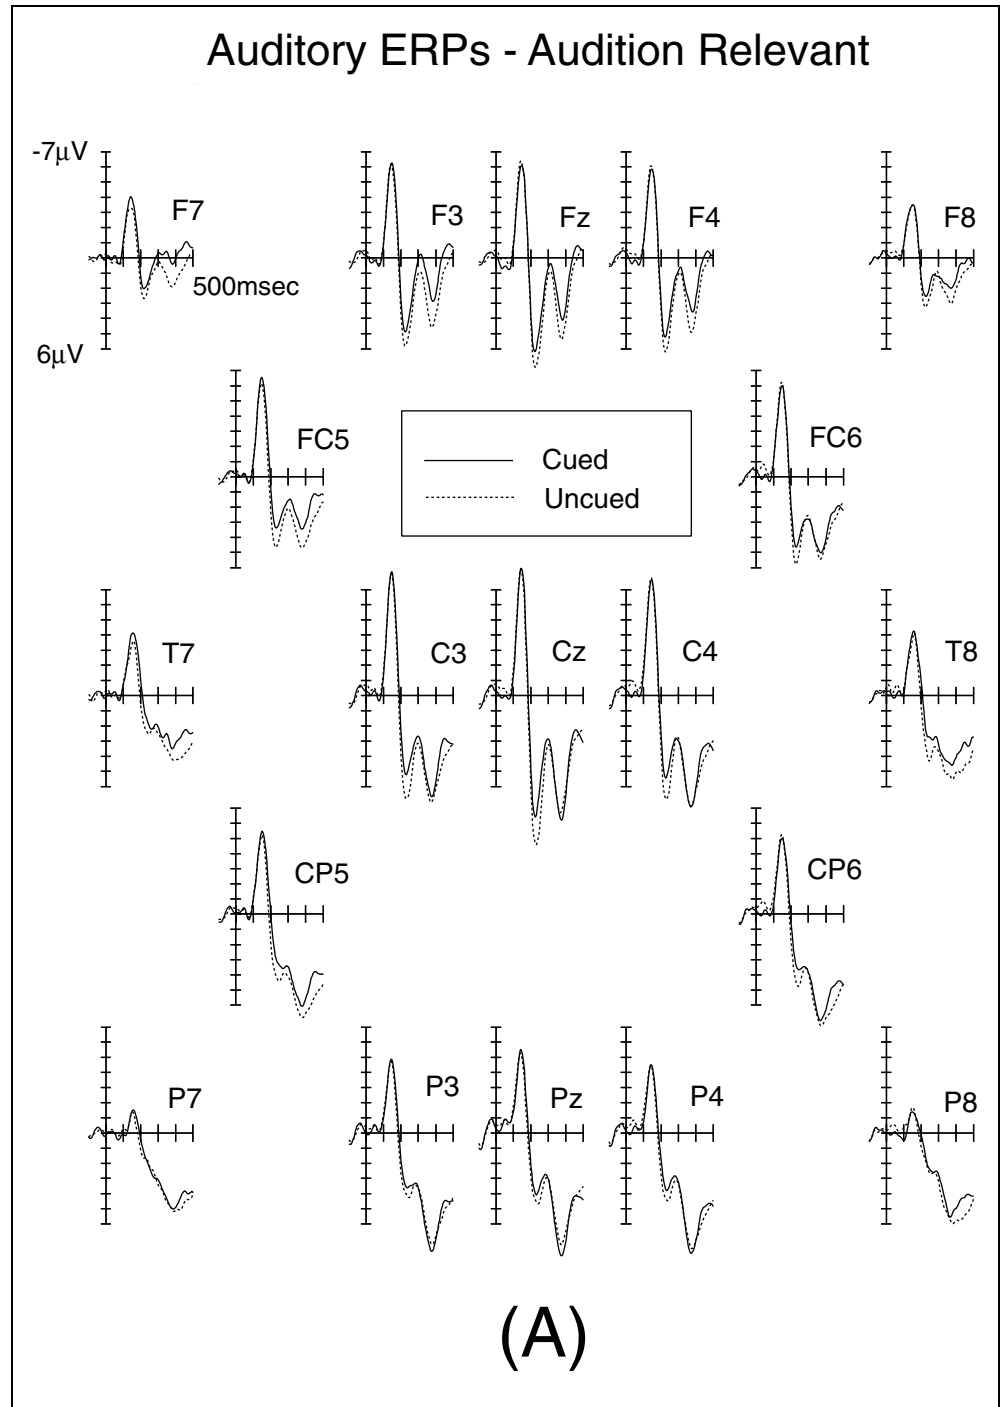 Auditory ERPs - Audition Relevant
-7μV
F7
F3
Fz
F4
F8
500msec
6μV
FC5
Cued
Uncued
FC6
T7
C3
Cz
C4
T8
CP5
CP6
P7
P3
Pz
P4
P8
(A)